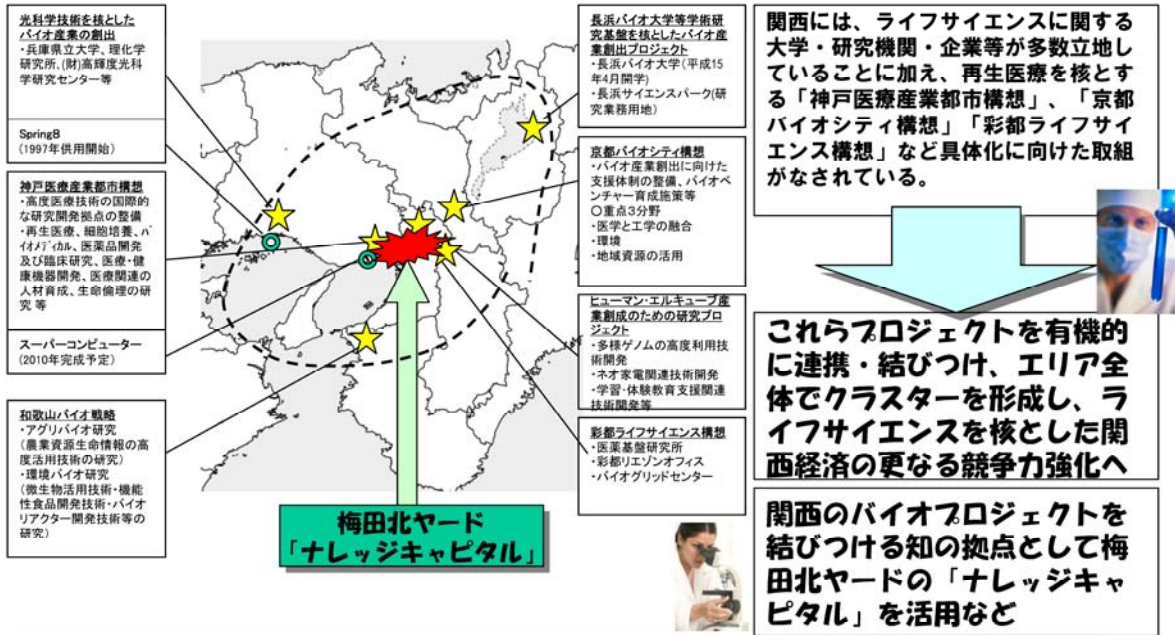 光科学技術を核とした
バイオ産業の創出
・兵庫県立大学、理化学
研究所、(財)高輝度光科
学研究センター等
Spring8
(1997年供用開始)
神戸医療産業都市構想
・高度医療技術の国際的
な研究開発拠点の整備
・再生医療、細胞培養、バ
イオメディカル、医薬品開発
及び臨床研究、医療・健
康機器開発、医療関連の
人材育成、生命倫理の研
究 等
スーパーコンピューター
(2010年完成予定)
和歌山バイオ戦略
・アグリバイオ研究
(農業資源生命情報の高
度活用技術の研究)
・環境バイオ研究
(微生物活用技術・機能
性食品開発技術・バイオ
リアクター開発技術等の
研究)
梅田北ヤード
「ナレッジキャピタル」
長浜バイオ大学等学術研
究基盤を核としたバイオ産
業創出プロジェクト
・長浜バイオ大学(平成15
年4月開学)
・長浜サイエンスパーク(研
究業務用地)
京都バイオシティ構想
・バイオ産業創出に向けた
支援体制の整備、バイオベ
ンチャー育成施策等
○重点3分野
・医学と工学の融合
・環境
・地域資源の活用
ヒューマン・エルキューブ産
業創成のための研究プロ
ジェクト
・多様ゲノムの高度利用技
術開発
・ネオ家電関連技術開発
・学習・体験教育支援関連
技術開発等
彩都ライフサイエンス構想
・医薬基盤研究所
・彩都リエゾンオフィス
・バイオグリッドセンター
関西には、ライフサイエンスに関する
大学・研究機関・企業等が多数立地し
ていることに加え、再生医療を核とす
る「神戸医療産業都市構想」、「京都
バイオシティ構想」「彩都ライフサイ
エンス構想」など具体化に向けた取組
がなされている。
これらプロジェクトを有機的
に連携・結びつけ、エリア全
体でクラスターを形成し、ラ
イフサイエンスを核とした関
西経済の更なる競争力強化へ
関西のバイオプロジェクトを
結びつける知の拠点として梅
田北ヤードの「ナレッジキャ
ピタル」を活用など